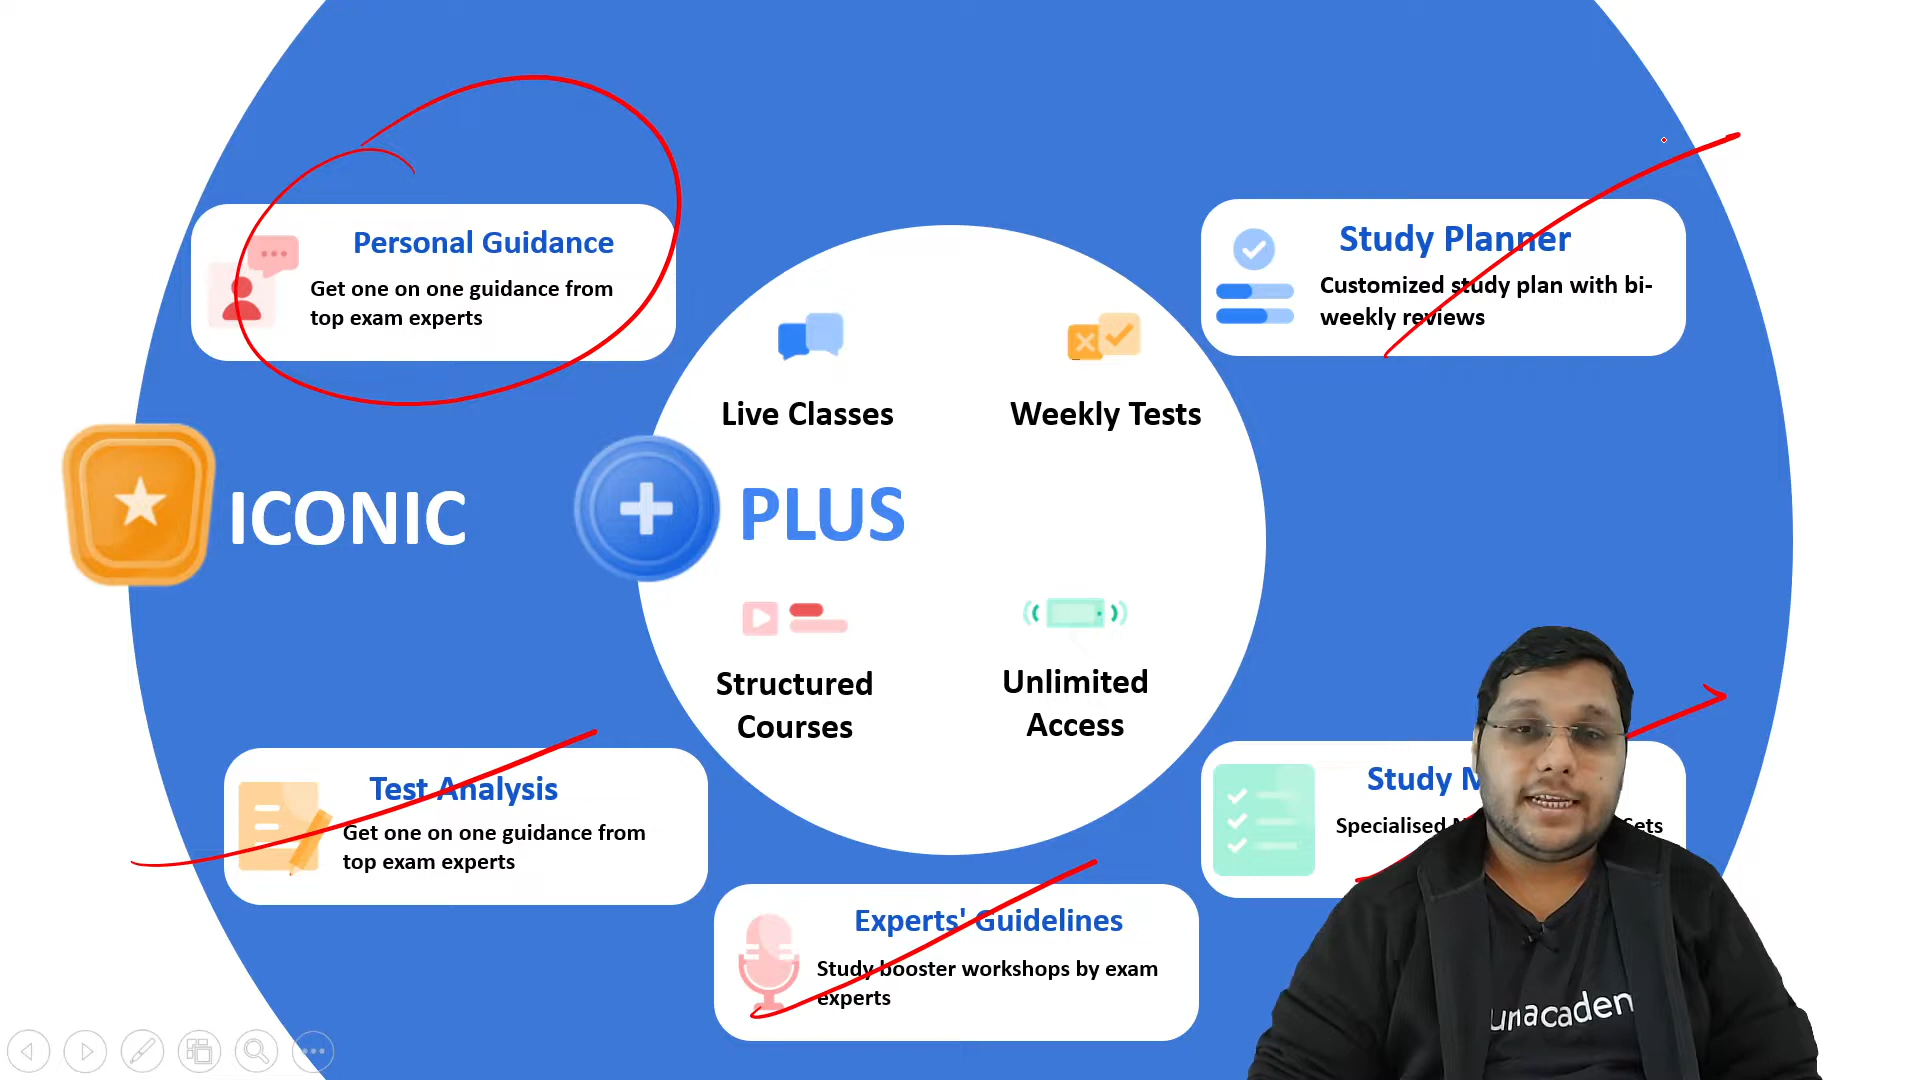 Personal Guidance
Get one on one guidance from
top exam experts
Study Planner
Customized study plan with bi-
weekly reviews
Live Classes
Weekly Tests
ICONIC
PLUS
Structured
Courses
Unlimited
Access
Test Analysis
Get one on one guidance from
top exam experts
Study
Specialised
Sets
Experts' Guidelines
Study booster workshops by exam
experts
unacaden